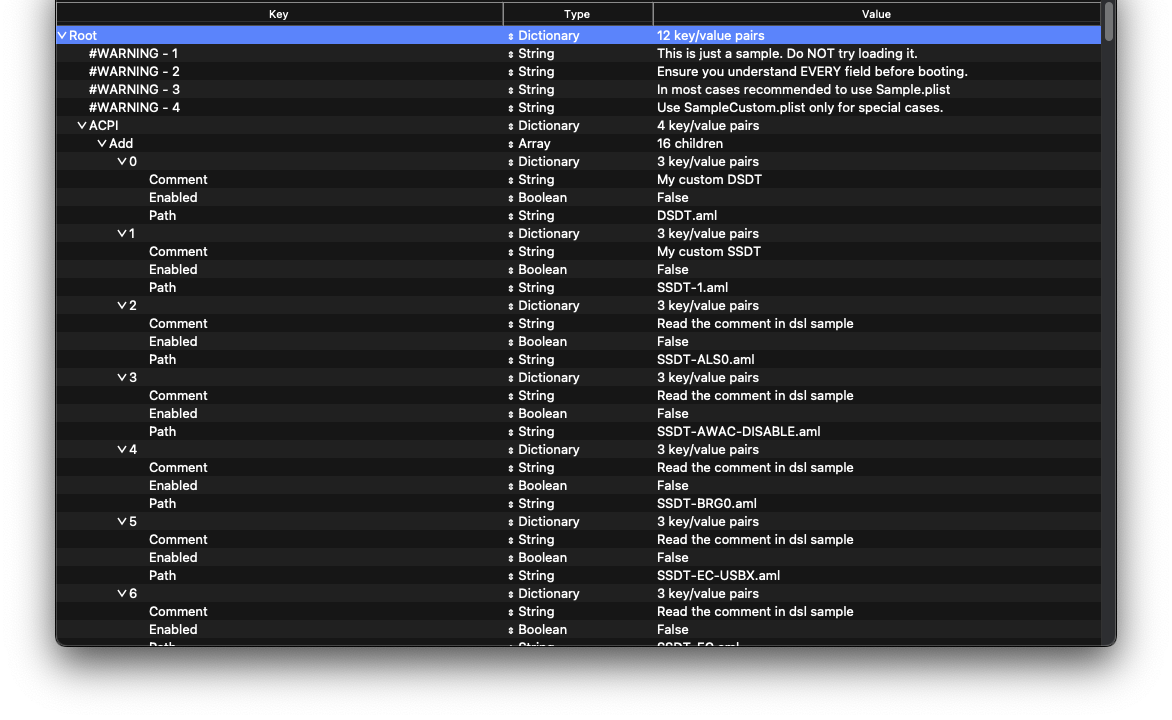 Key Type Value
Root Dictionary 12 key/value pairs
#WARNING - 1 String This is just a sample. Do NOT try loading it.
#WARNING - 2 String Ensure you understand EVERY field before booting.
#WARNING - 3 String In most cases recommended to use Sample.plist
#WARNING - 4 String Use SampleCustom.plist only for special cases.
ACPI Dictionary 4 key/value pairs
Add Array 16 children
0 Dictionary 3 key/value pairs
Comment String My custom DSDT
Enabled Boolean False
Path String DSDT.aml
1 Dictionary 3 key/value pairs
Comment String My custom SSDT
Enabled Boolean False
Path String SSDT-1.aml
2 Dictionary 3 key/value pairs
Comment String Read the comment in dsl sample
Enabled Boolean False
Path String SSDT-ALS0.aml
3 Dictionary 3 key/value pairs
Comment String Read the comment in dsl sample
Enabled Boolean False
Path String SSDT-AWAC-DISABLE.aml
4 Dictionary 3 key/value pairs
Comment String Read the comment in dsl sample
Enabled Boolean False
Path String SSDT-BRG0.aml
5 Dictionary 3 key/value pairs
Comment String Read the comment in dsl sample
Enabled Boolean False
Path String SSDT-EC-USBX.aml
6 Dictionary 3 key/value pairs
Comment String Read the comment in dsl sample
Enabled Boolean False
Path String SSDT-EC.aml